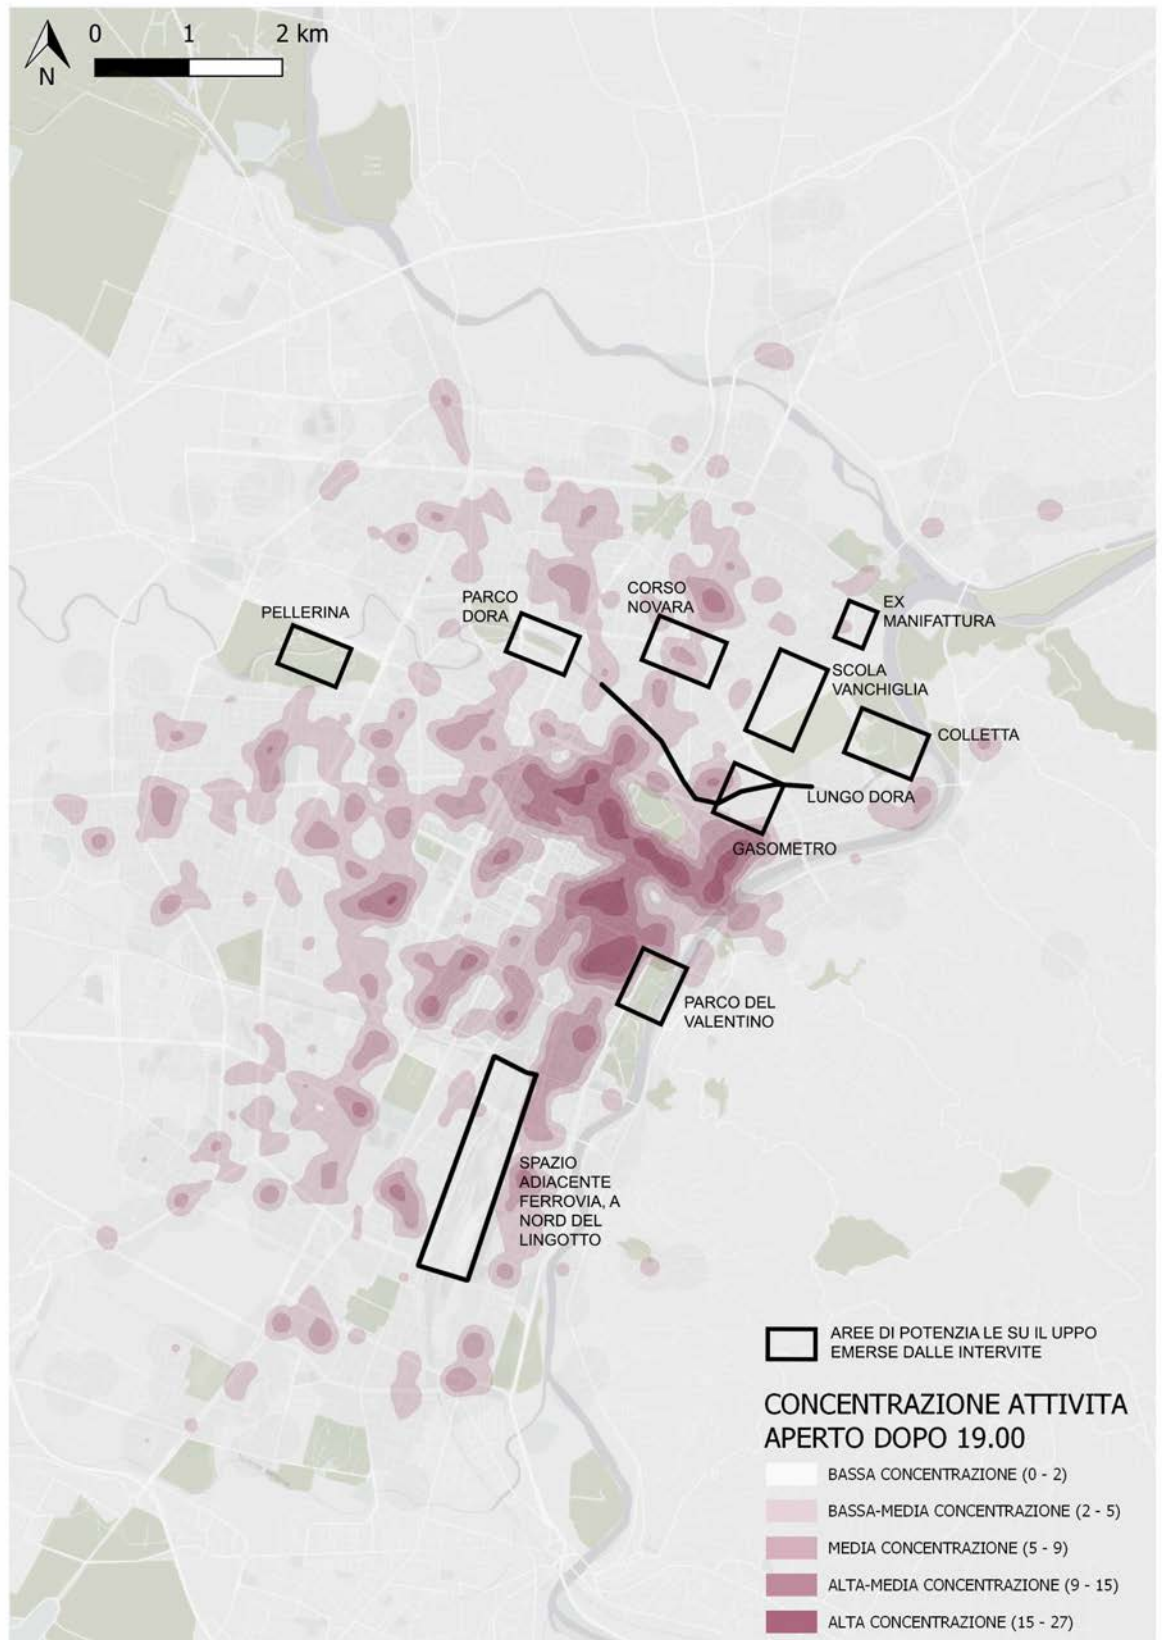 0 1 2 km
N
PELLERINA
PARCO
DORA
CORSO
NOVARA
EX
MANIFATTURA
SCOLA
VANCHIGLIA
COLLETTA
LUNGO DORA
GASOMETRO
PARCO DEL
VALENTINO
SPAZIO
ADIACENTE
FERROVIA, A
NORD DEL
LINGOTTO
AREE DI POTENZIA LE SU IL UPPO
EMERSE DALLE INTERVITE
CONCENTRAZIONE ATTIVITA
APERTO DOPO 19.00
BASSA CONCENTRAZIONE (0 - 2)
BASSA-MEDIA CONCENTRAZIONE (2 - 5)
MEDIA CONCENTRAZIONE (5 - 9)
ALTA-MEDIA CONCENTRAZIONE (9 - 15)
ALTA CONCENTRAZIONE (15 - 27)